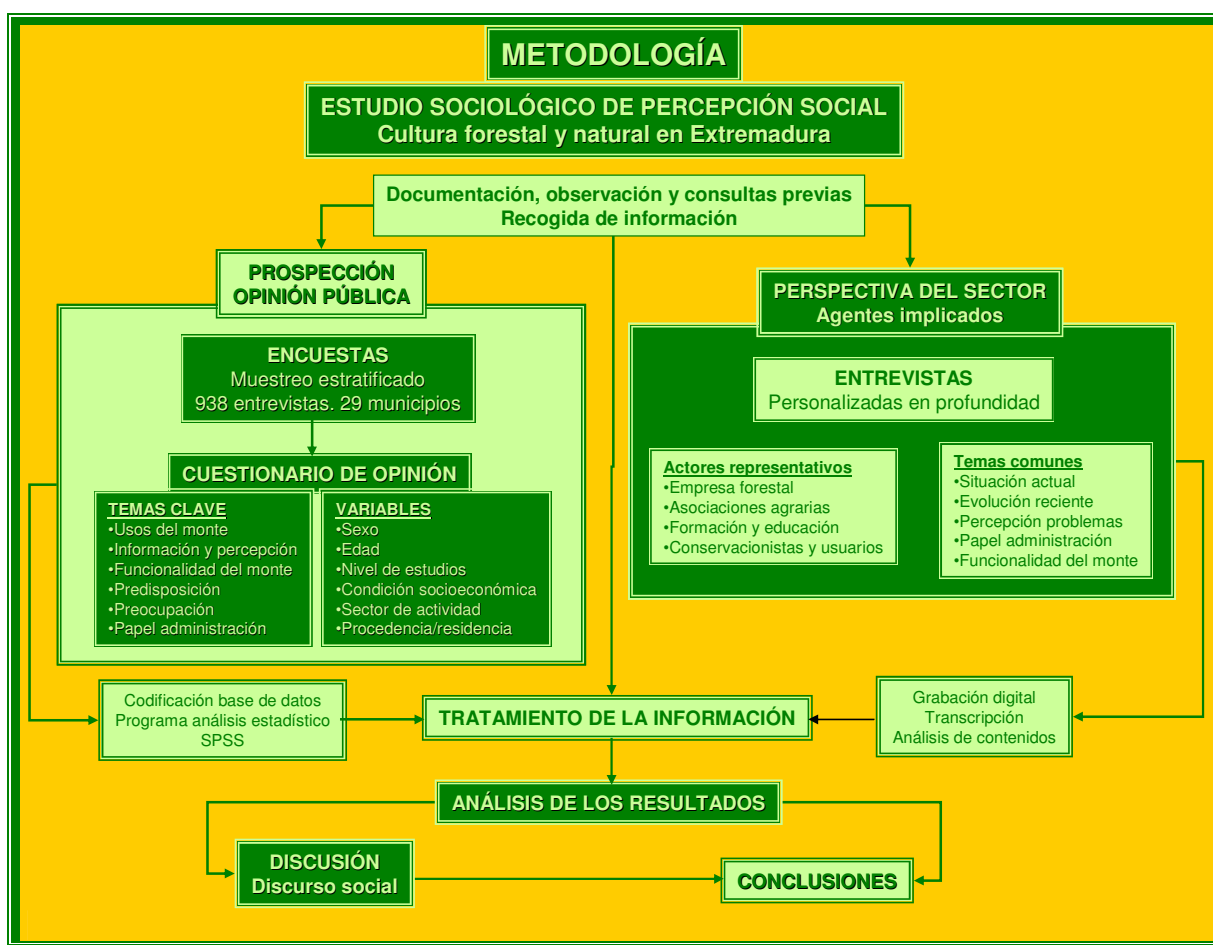 METODOLOGÍA
ESTUDIO SOCIOLÓGICO DE PERCEPCIÓN SOCIAL
Cultura forestal y natural en Extremadura
Documentación, observación y consultas previas
Recogida de información
PROSPECCIÓN
OPINIÓN PÚBLICA
ENCUESTAS
Muestreo estratificado
938 entrevistas. 29 municipios
CUESTIONARIO DE OPINIÓN
TEMAS CLAVE
•Usos del monte
•Información y percepción
•Funcionalidad del monte
•Predisposición
•Preocupación
•Papel administración
VARIABLES
•Sexo
•Edad
•Nivel de estudios
•Condición socioeconómica
•Sector de actividad
•Procedencia/residencia
PERSPECTIVA DEL SECTOR
Agentes implicados
ENTREVISTAS
Personalizadas en profundidad
Actores representativos
•Empresa forestal
•Asociaciones agrarias
•Formación y educación
•Conservacionistas y usuarios
Temas comunes
•Situación actual
•Evolución reciente
•Percepción problemas
•Papel administración
•Funcionalidad del monte
Codificación base de datos
Programa análisis estadístico
SPSS
TRATAMIENTO DE LA INFORMACIÓN
Grabación digital
Transcripción
Análisis de contenidos
ANÁLISIS DE LOS RESULTADOS
DISCUSIÓN
Discurso social
CONCLUSIONES